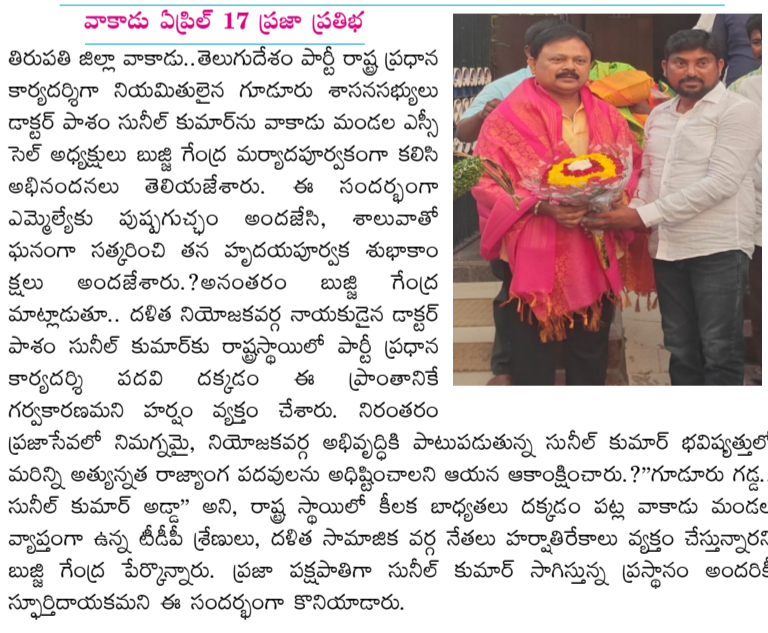 వాకాడు ఏప్రిల్ 17 ప్రజా ప్రతిభ
తిరుపతి జిల్లా వాకాడు..తెలుగుదేశం పార్టీ రాష్ట్ర ప్రధాన
కార్యదర్శిగా నియమితులైన గూడూరు శాసనసభ్యులు
డాక్టర్ పాశం సునీల్ కుమార్‌ను వాకాడు మండల ఎస్సీ
సెల్ అధ్యక్షులు బుజ్జి గేంద్ర మర్యాదపూర్వకంగా కలిసి
అభినందనలు తెలియజేశారు. ఈ సందర్భంగా
ఎమ్మెల్యేకు పుష్పగుచ్ఛం అందజేసి, శాలువాతో
ఘనంగా సత్కరించి తన హృదయపూర్వక శుభాకాం
క్షలు అందజేశారు.?అనంతరం బుజ్జి గేంద్ర
మాట్లాడుతూ.. దళిత నియోజకవర్గ నాయకుడైన డాక్టర్
పాశం సునీల్ కుమార్‌కు రాష్ట్రస్థాయిలో పార్టీ ప్రధాన
కార్యదర్శి పదవి దక్కడం ఈ ప్రాంతానికే
గర్వకారణమని హర్షం వ్యక్తం చేశారు. నిరంతరం
ప్రజాసేవలో నిమగ్నమై, నియోజకవర్గ అభివృద్ధికి పాటుపడుతున్న సునీల్ కుమార్ భవిష్యత్తులో
మరిన్ని అత్యున్నత రాజ్యాంగ పదవులను అధిష్టించాలని ఆయన ఆకాంక్షించారు.?"గూడూరు గడ్డ..
సునీల్ కుమార్ అడ్డా" అని, రాష్ట్ర స్థాయిలో కీలక బాధ్యతలు దక్కడం పట్ల వాకాడు మండల
వ్యాప్తంగా ఉన్న టీడీపీ శ్రేణులు, దళిత సామాజిక వర్గ నేతలు హర్షాతిరేకాలు వ్యక్తం చేస్తున్నారని
బుజ్జి గేంద్ర పేర్కొన్నారు. ప్రజా పక్షపాతిగా సునీల్ కుమార్ సాగిస్తున్న ప్రస్థానం అందరికీ
స్ఫూర్తిదాయకమని ఈ సందర్భంగా కొనియాడారు.